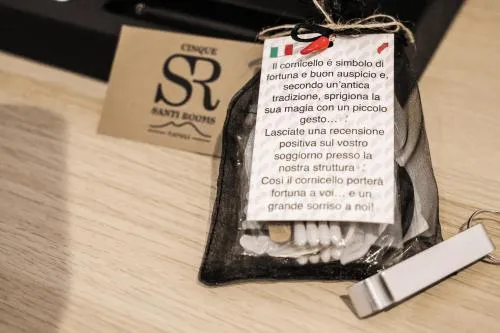 CINQUE
SR
SANTI ROOMS
NAPOLI
Il cornicello è simbolo di
fortuna e buon auspicio e,
secondo un'antica
tradizione, sprigiona la
sua magia con un piccolo
gesto…
Lasciate una recensione
positiva sul vostro
soggiorno presso la
nostra struttura :
Così il cornicello porterà
fortuna a voi… e un
grande sorriso a noi!